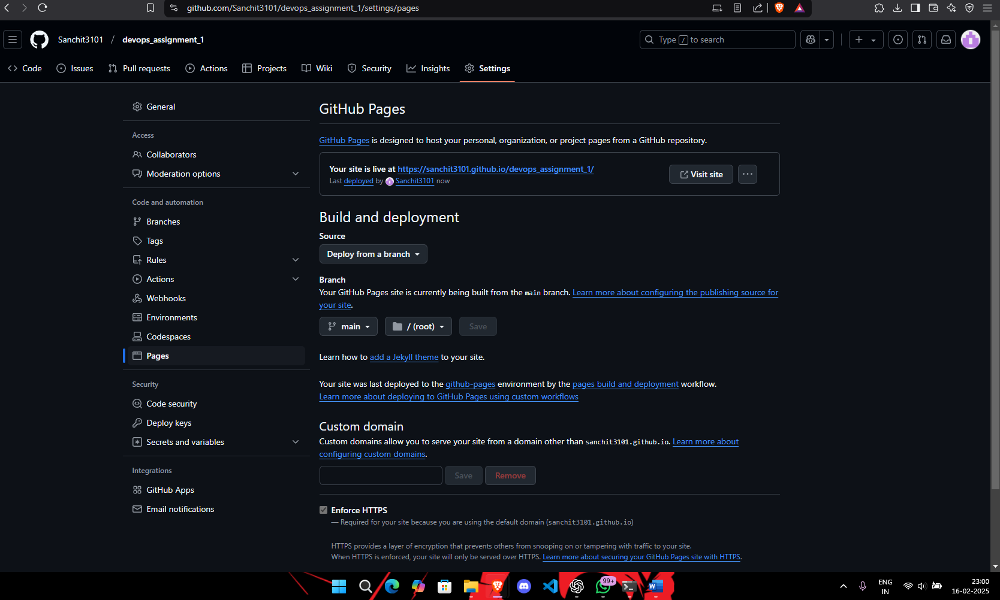 github.com/Sanchit3101/devops_assignment_1/settings/pages
Sanchit3101 / devops_assignment_1
Type / to search
Code Issues Pull requests Actions Projects Wiki Security Insights Settings
General
Access
Collaborators
Moderation options
Code and automation
Branches
Tags
Rules
Actions
Webhooks
Environments
Codespaces
Pages
Security
Code security
Deploy keys
Secrets and variables
Integrations
GitHub Apps
Email notifications
GitHub Pages
GitHub Pages is designed to host your personal, organization, or project pages from a GitHub repository.
Your site is live at https://sanchit3101.github.io/devops_assignment_1/
Last deployed by Sanchit3101 now
Visit site
Build and deployment
Source
Deploy from a branch
Branch
Your GitHub Pages site is currently being built from the main branch. Learn more about configuring the publishing source for
your site.
main / (root) Save
Learn how to add a Jekyll theme to your site.
Your site was last deployed to the github-pages environment by the pages build and deployment workflow.
Learn more about deploying to GitHub Pages using custom workflows
Custom domain
Custom domains allow you to serve your site from a domain other than sanchit3101.github.io. Learn more about
configuring custom domains.
Save Remove
Enforce HTTPS
— Required for your site because you are using the default domain (sanchit3101.github.io)
HTTPS provides a layer of encryption that prevents others from snooping on or tampering with traffic to your site.
When HTTPS is enforced, your site will only be served over HTTPS. Learn more about securing your GitHub Pages site with HTTPS.
99+
ENG
IN
23:00
16-02-2025